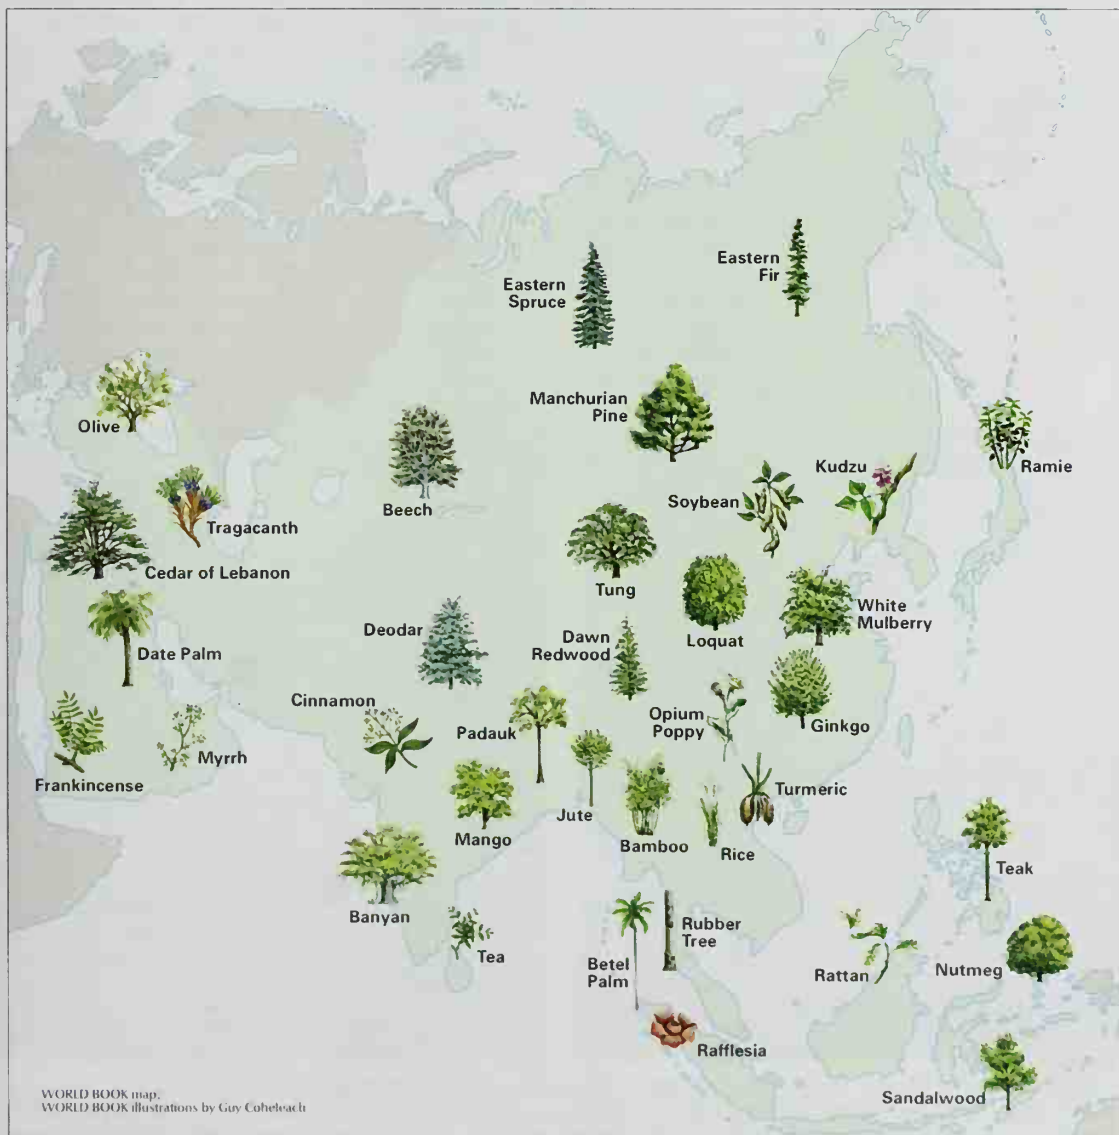 Eastern
Fir
Eastern
Spruce
Manchurian
Pine
Olive
Kudzu
Ramie
Soybean
Beech
Tragacanth
Cedar of Lebanon
Tung
White
Mulberry
Deodar
Dawn
Redwood
Loquat
Date Palm
Cinnamon
Opium
Poppy
Ginkgo
Padauk
Myrrh
Frankincense
Turmeric
Jute
Mango
Bamboo
Rice
Teak
Banyan
Rubber
Tree
Tea
Betel
Palm
Rattan
Nutmeg
Rafflesia
Sandalwood
WORLD BOOK map.
WORLD BOOK illustrations by Guy Coheleach